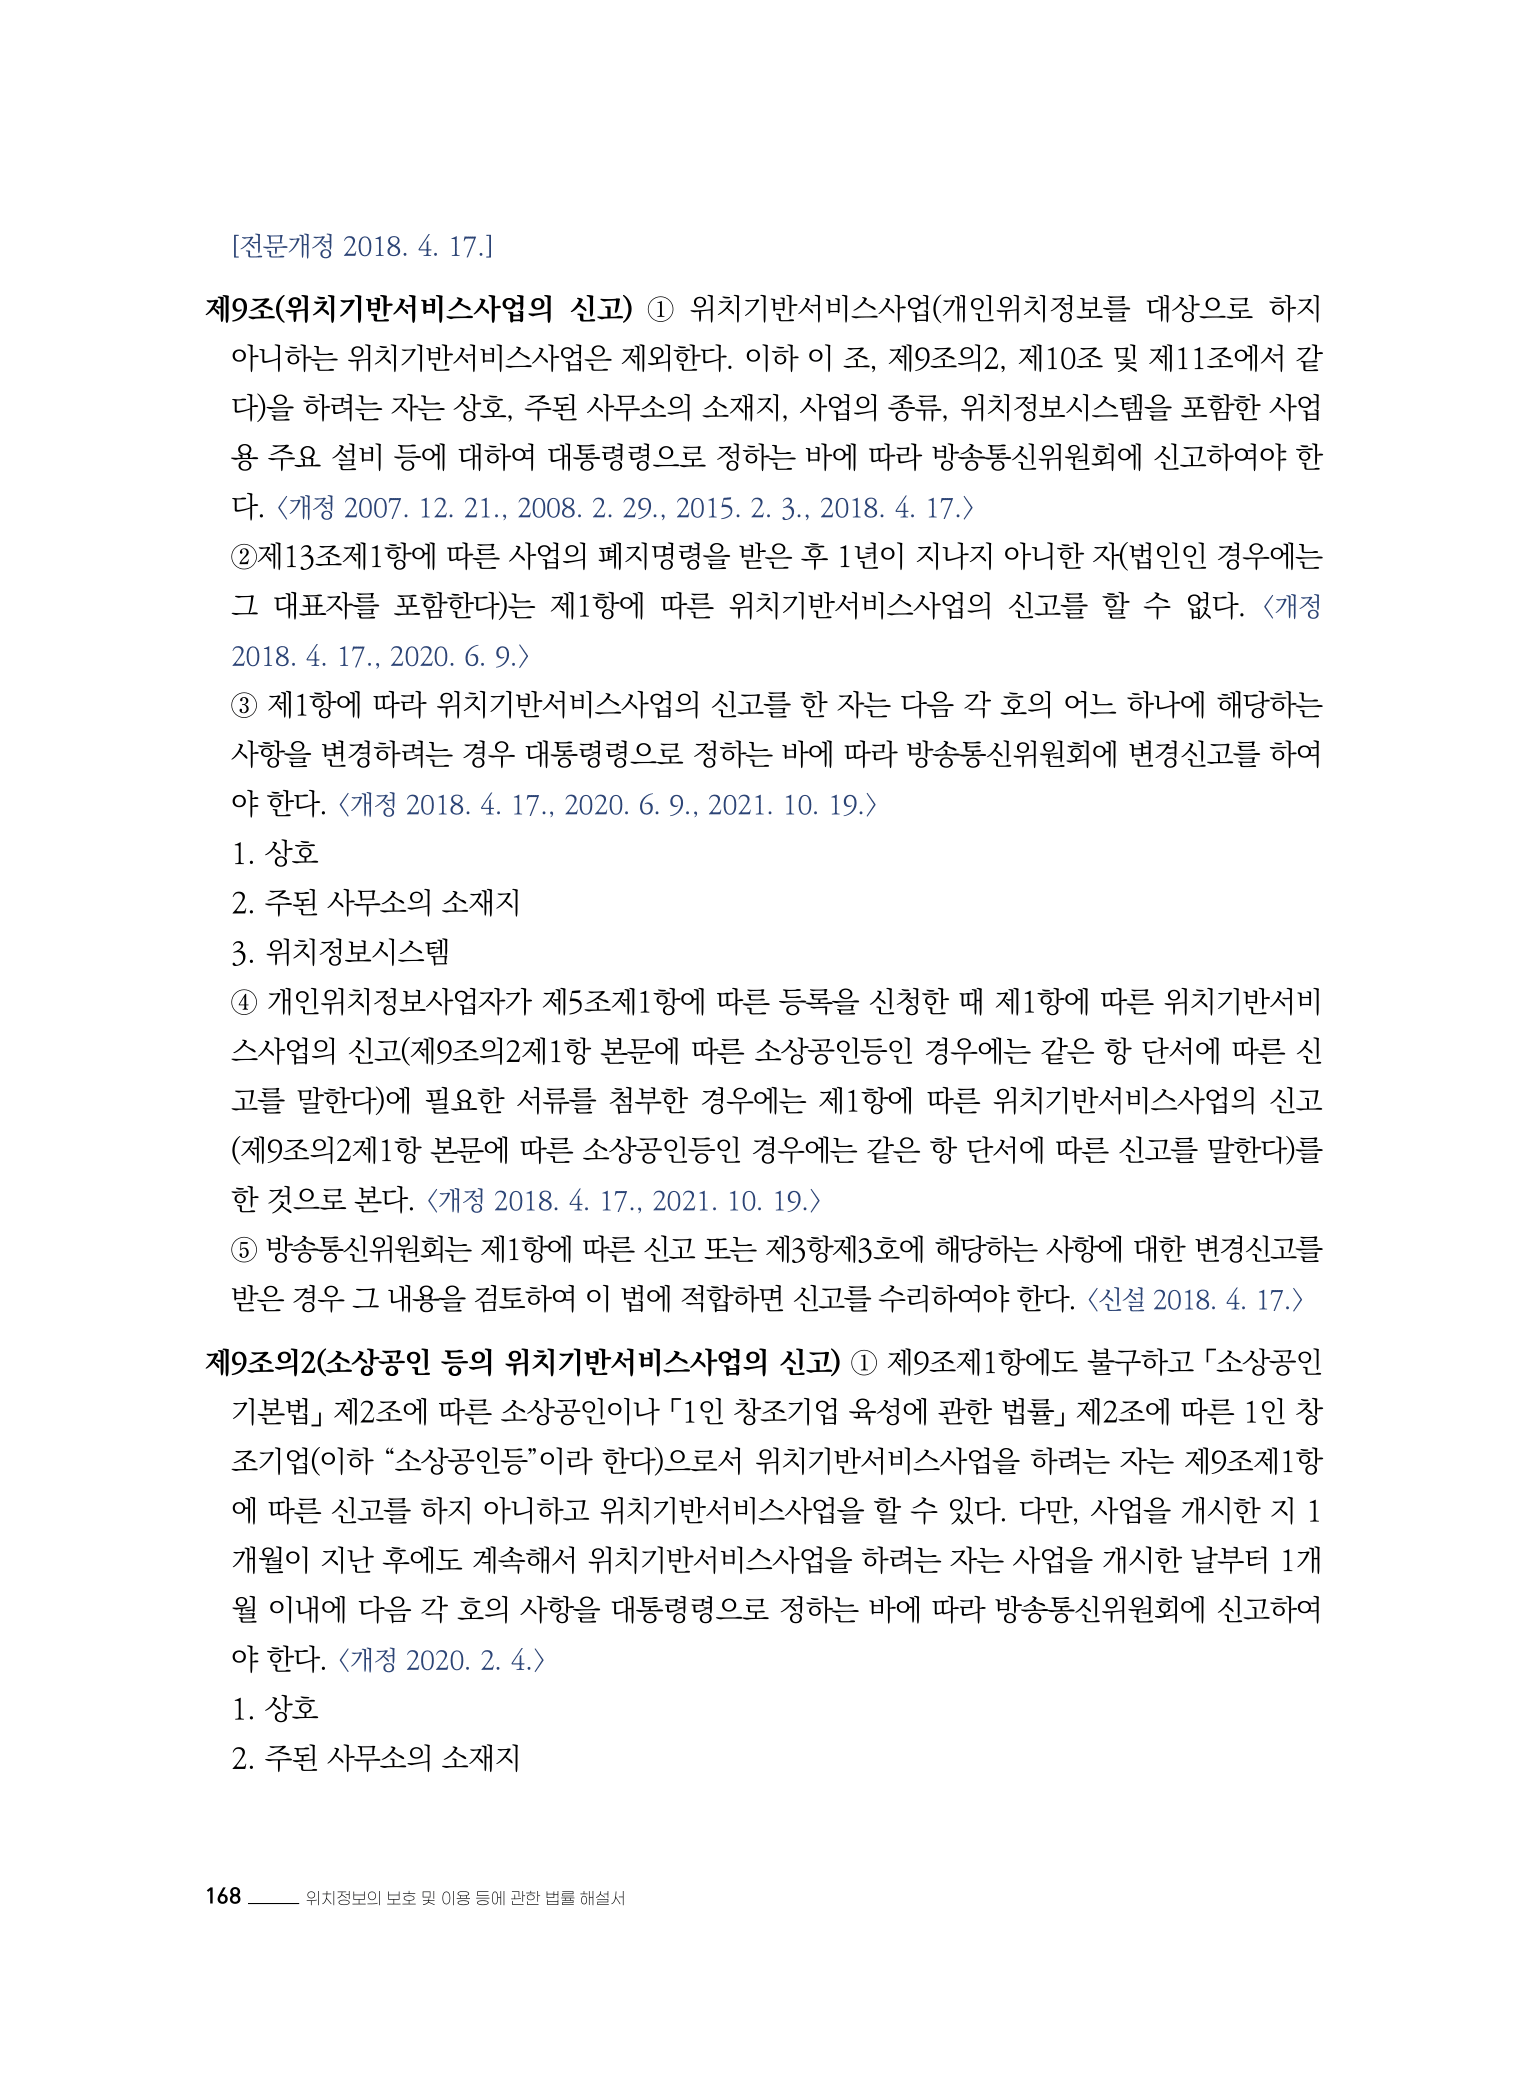 [전문개정 2018. 4. 17.]
제9조(위치기반서비스사업의 신고) ① 위치기반서비스사업(개인위치정보를 대상으로 하지
아니하는 위치기반서비스사업은 제외한다. 이하 이 조, 제9조의2, 제10조 및 제11조에서 같
다)을 하려는 자는 상호, 주된 사무소의 소재지, 사업의 종류, 위치정보시스템을 포함한 사업
용 주요 설비 등에 대하여 대통령령으로 정하는 바에 따라 방송통신위원회에 신고하여야 한
다. 〈개정 2007. 12. 21., 2008. 2. 29., 2015. 2. 3., 2018. 4. 17.〉
②제13조제1항에 따른 사업의 폐지명령을 받은 후 1년이 지나지 아니한 자(법인인 경우에는
그 대표자를 포함한다)는 제1항에 따른 위치기반서비스사업의 신고를 할 수 없다. 〈개정
2018. 4. 17., 2020. 6. 9.〉
③ 제1항에 따라 위치기반서비스사업의 신고를 한 자는 다음 각 호의 어느 하나에 해당하는
사항을 변경하려는 경우 대통령령으로 정하는 바에 따라 방송통신위원회에 변경신고를 하여
야 한다. 〈개정 2018. 4. 17., 2020. 6. 9., 2021. 10. 19.〉
1. 상호
2. 주된 사무소의 소재지
3. 위치정보시스템
④ 개인위치정보사업자가 제5조제1항에 따른 등록을 신청한 때 제1항에 따른 위치기반서비
스사업의 신고(제9조의2제1항 본문에 따른 소상공인등인 경우에는 같은 항 단서에 따른 신
고를 말한다)에 필요한 서류를 첨부한 경우에는 제1항에 따른 위치기반서비스사업의 신고
(제9조의2제1항 본문에 따른 소상공인등인 경우에는 같은 항 단서에 따른 신고를 말한다)를
한 것으로 본다. 〈개정 2018. 4. 17., 2021. 10. 19.〉
⑤ 방송통신위원회는 제1항에 따른 신고 또는 제3항제3호에 해당하는 사항에 대한 변경신고를
받은 경우 그 내용을 검토하여 이 법에 적합하면 신고를 수리하여야 한다. 〈신설 2018. 4. 17.〉
제9조의2(소상공인 등의 위치기반서비스사업의 신고) ① 제9조제1항에도 불구하고 「소상공인
기본법」 제2조에 따른 소상공인이나 「1인 창조기업 육성에 관한 법률」 제2조에 따른 1인 창
조기업(이하 “소상공인등”이라 한다)으로서 위치기반서비스사업을 하려는 자는 제9조제1항
에 따른 신고를 하지 아니하고 위치기반서비스사업을 할 수 있다. 다만, 사업을 개시한 지 1
개월이 지난 후에도 계속해서 위치기반서비스사업을 하려는 자는 사업을 개시한 날부터 1개
월 이내에 다음 각 호의 사항을 대통령령으로 정하는 바에 따라 방송통신위원회에 신고하여
야 한다. 〈개정 2020. 2. 4.〉
1. 상호
2. 주된 사무소의 소재지
168 위치정보의 보호 및 이용 등에 관한 법률 해설서